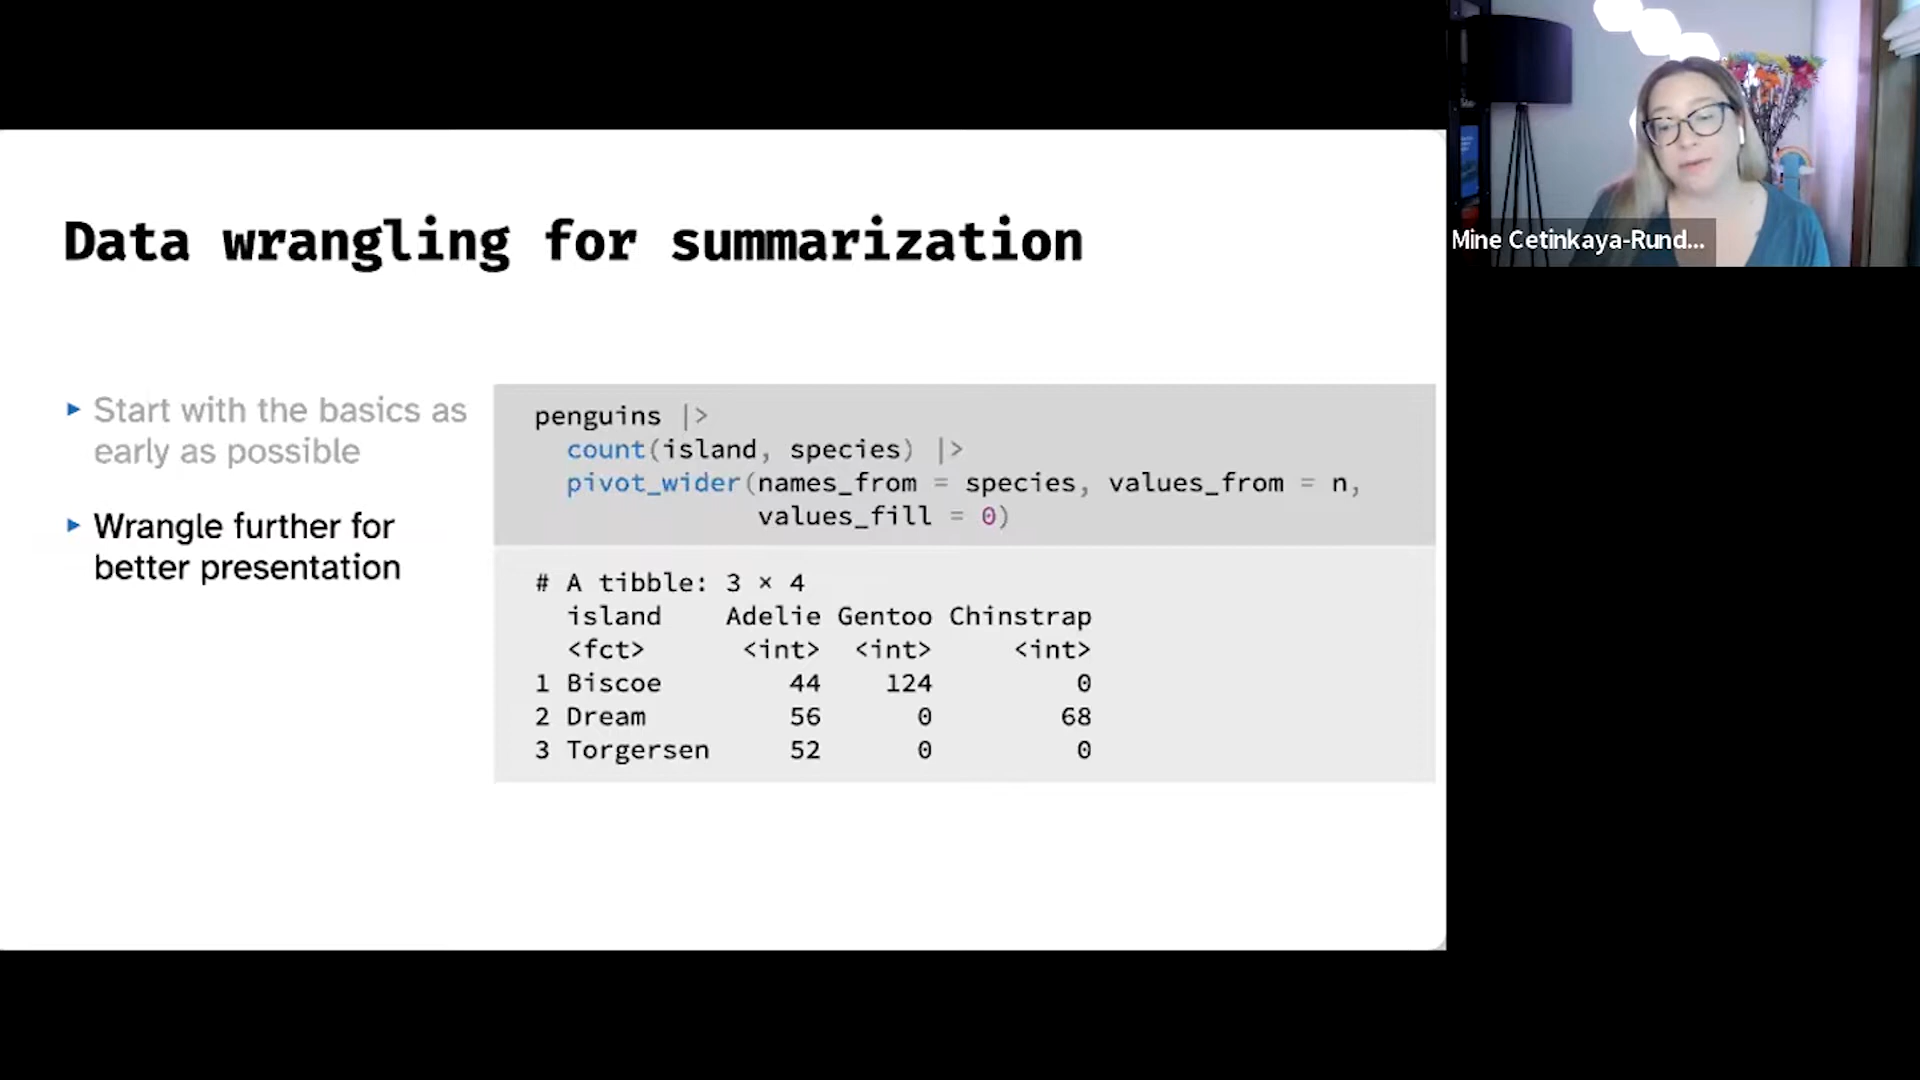 Data wrangling for summarization
▸ Start with the basics as
early as possible
▸ Wrangle further for
better presentation
penguins |>
  count(island, species) |>
  pivot_wider(names_from = species, values_from = n,
              values_fill = 0)
# A tibble: 3 × 4
  island    Adelie Gentoo Chinstrap
  <fct>      <int>  <int>     <int>
1 Biscoe        44    124         0
2 Dream         56      0        68
3 Torgersen     52      0         0
Mine Cetinkaya-Rund...